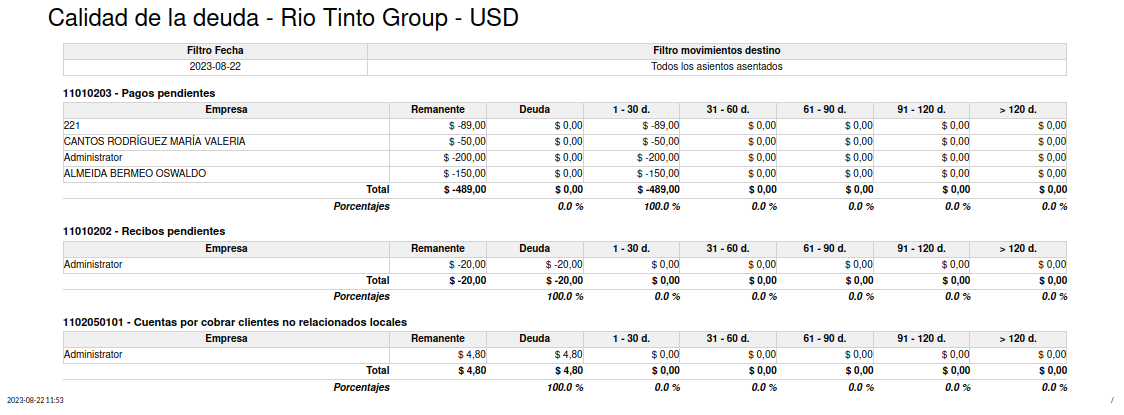 Calidad de la deuda - Rio Tinto Group - USD
Filtro Fecha Filtro movimientos destino
2023-08-22 Todos los asientos asentados
11010203 - Pagos pendientes
Empresa Remanente Deuda 1 - 30 d. 31 - 60 d. 61 - 90 d. 91 - 120 d. > 120 d.
221 $ -89,00 $ 0,00 $ -89,00 $ 0,00 $ 0,00 $ 0,00 $ 0,00
CANTOS RODRÍGUEZ MARÍA VALERIA $ -50,00 $ 0,00 $ -50,00 $ 0,00 $ 0,00 $ 0,00 $ 0,00
Administrator $ -200,00 $ 0,00 $ -200,00 $ 0,00 $ 0,00 $ 0,00 $ 0,00
ALMEIDA BERMEO OSWALDO $ -150,00 $ 0,00 $ -150,00 $ 0,00 $ 0,00 $ 0,00 $ 0,00
Total $ -489,00 $ 0,00 $ -489,00 $ 0,00 $ 0,00 $ 0,00 $ 0,00
Porcentajes 0.0 % 100.0 % 0.0 % 0.0 % 0.0 % 0.0 %
11010202 - Recibos pendientes
Empresa Remanente Deuda 1 - 30 d. 31 - 60 d. 61 - 90 d. 91 - 120 d. > 120 d.
Administrator $ -20,00 $ -20,00 $ 0,00 $ 0,00 $ 0,00 $ 0,00 $ 0,00
Total $ -20,00 $ -20,00 $ 0,00 $ 0,00 $ 0,00 $ 0,00 $ 0,00
Porcentajes 100.0 % 0.0 % 0.0 % 0.0 % 0.0 % 0.0 %
1102050101 - Cuentas por cobrar clientes no relacionados locales
Empresa Remanente Deuda 1 - 30 d. 31 - 60 d. 61 - 90 d. 91 - 120 d. > 120 d.
Administrator $ 4,80 $ 4,80 $ 0,00 $ 0,00 $ 0,00 $ 0,00 $ 0,00
Total $ 4,80 $ 4,80 $ 0,00 $ 0,00 $ 0,00 $ 0,00 $ 0,00
Porcentajes 100.0 % 0.0 % 0.0 % 0.0 % 0.0 % 0.0 %
2023-08-22 11:53 /